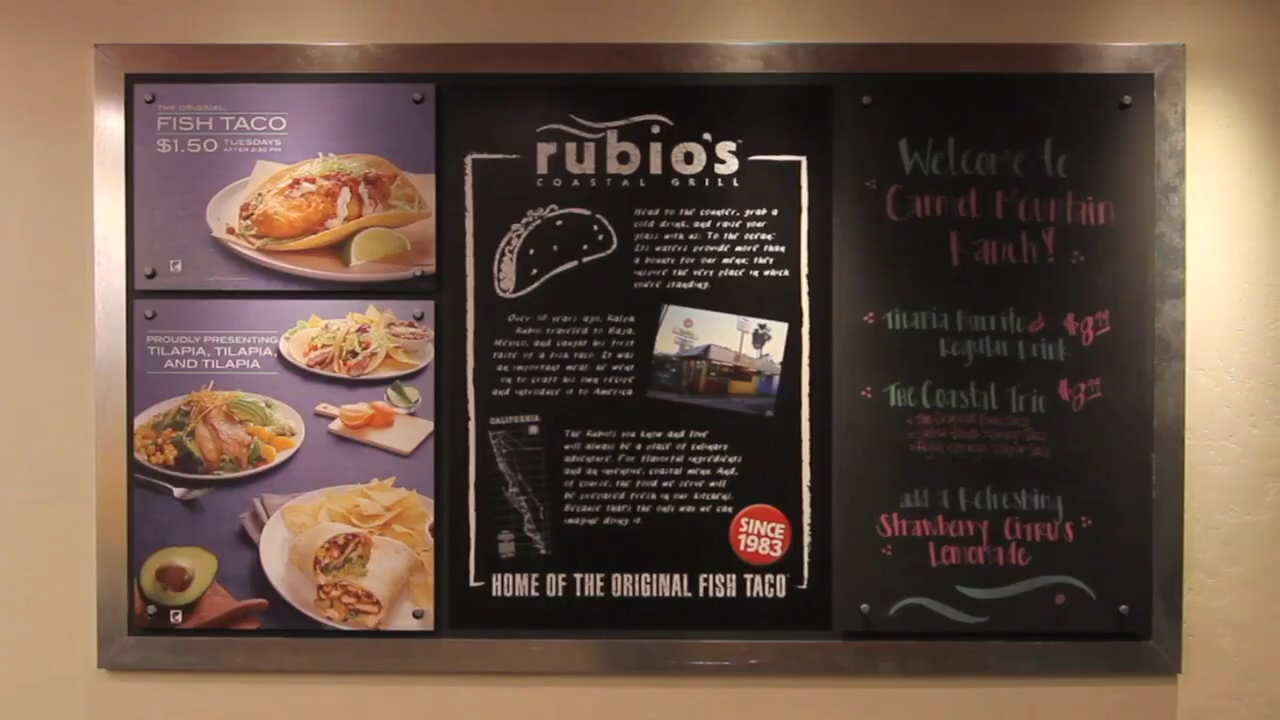 THE ORIGINAL
FISH TACO
$1.50 TUESDAYS
AFTER 2:30 PM
PROUDLY PRESENTING
TILAPIA, TILAPIA,
AND TILAPIA
rubio's
COASTAL GRILL
Head to the counter, grab a
cold drink, and raise your
glass with us: "To the ocean."
Its waters provide more than
a bounty for our menu; they
inspire the very place in which
you're standing.
Over 30 years ago, Ralph
Rubio traveled to Baja,
Mexico, and caught his first
taste of a fish taco. It was
an important meal: he went
on to craft his own recipe
and introduce it to America.
CALIFORNIA
The Rubio's you know and love
will always be a place of culinary
adventure. For flavorful ingredients
and an inventive, coastal menu. And,
of course, the food we serve will
be prepared fresh in our kitchens.
Because that's the only way we can
imagine doing it.
SINCE
1983
HOME OF THE ORIGINAL FISH TACO
Welcome to
Carmel Mountain
Ranch!
Tilapia Burrito &
Regular Drink
The Coastal Trio
add a Refreshing
Strawberry Citrus
Lemonade